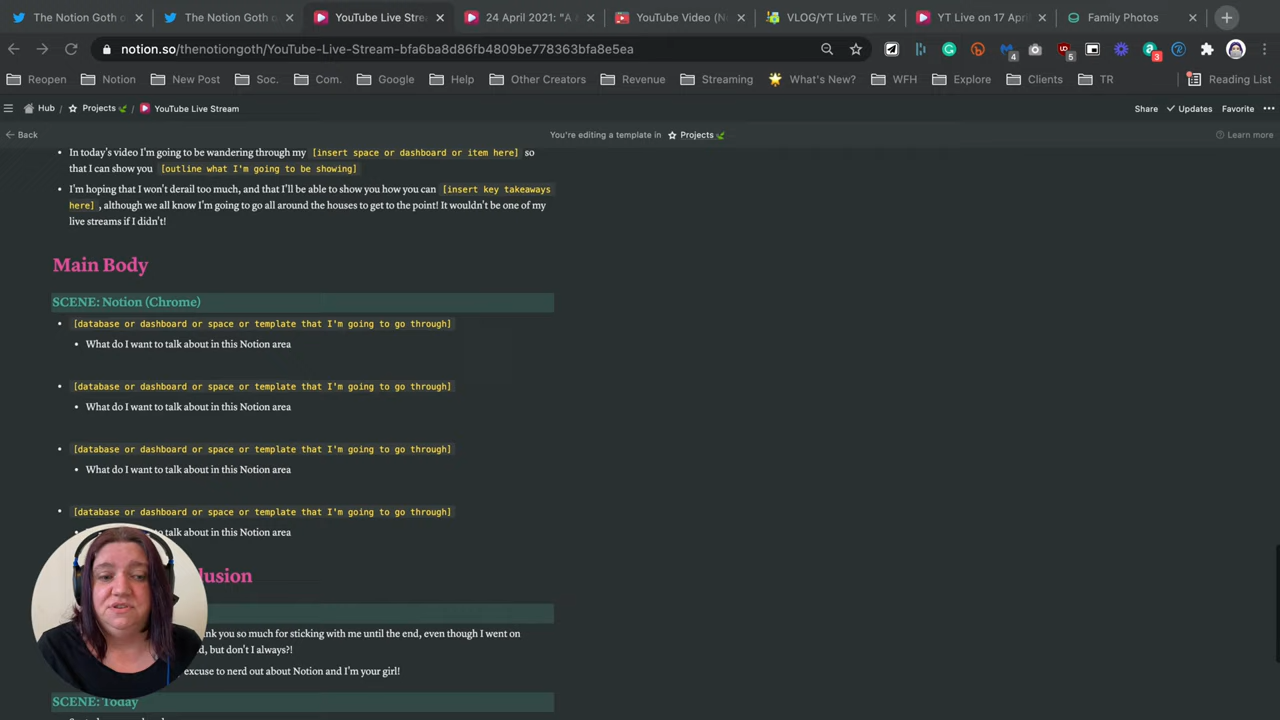 The Notion Goth o
The Notion Goth of
YouTube Live Stre
24 April 2021: "A
YouTube Video (N
VLOG/YT Live TEM
YT Live on 17 Apri
Family Photos
notion.so/thenotiongoth/YouTube-Live-Stream-bfa6ba8d86fb4809be778363bfa8e5ea
4
5
3
Reopen
Notion
New Post
Soc.
Com.
Google
Help
Other Creators
Revenue
Streaming
What's New?
WFH
Explore
Clients
TR
Reading List
Hub / Projects / YouTube Live Stream
Share
Updates
Favorite
Back
You're editing a template in Projects
Learn more
• In today's video I'm going to be wandering through my [insert space or dashboard or item here] so
that I can show you [outline what I'm going to be showing]
• I'm hoping that I won't derail too much, and that I'll be able to show you how you can [insert key takeaways
here] , although we all know I'm going to go all around the houses to get to the point! It wouldn't be one of my
live streams if I didn't!
Main Body
SCENE: Notion (Chrome)
• [database or dashboard or space or template that I'm going to go through]
• What do I want to talk about in this Notion area
• [database or dashboard or space or template that I'm going to go through]
• What do I want to talk about in this Notion area
• [database or dashboard or space or template that I'm going to go through]
• What do I want to talk about in this Notion area
• [database or dashboard or space or template that I'm going to go through]
to talk about in this Notion area
lusion
you so much for sticking with me until the end, even though I went on
but don't I always?!
excuse to nerd out about Notion and I'm your girl!
SCENE: Today